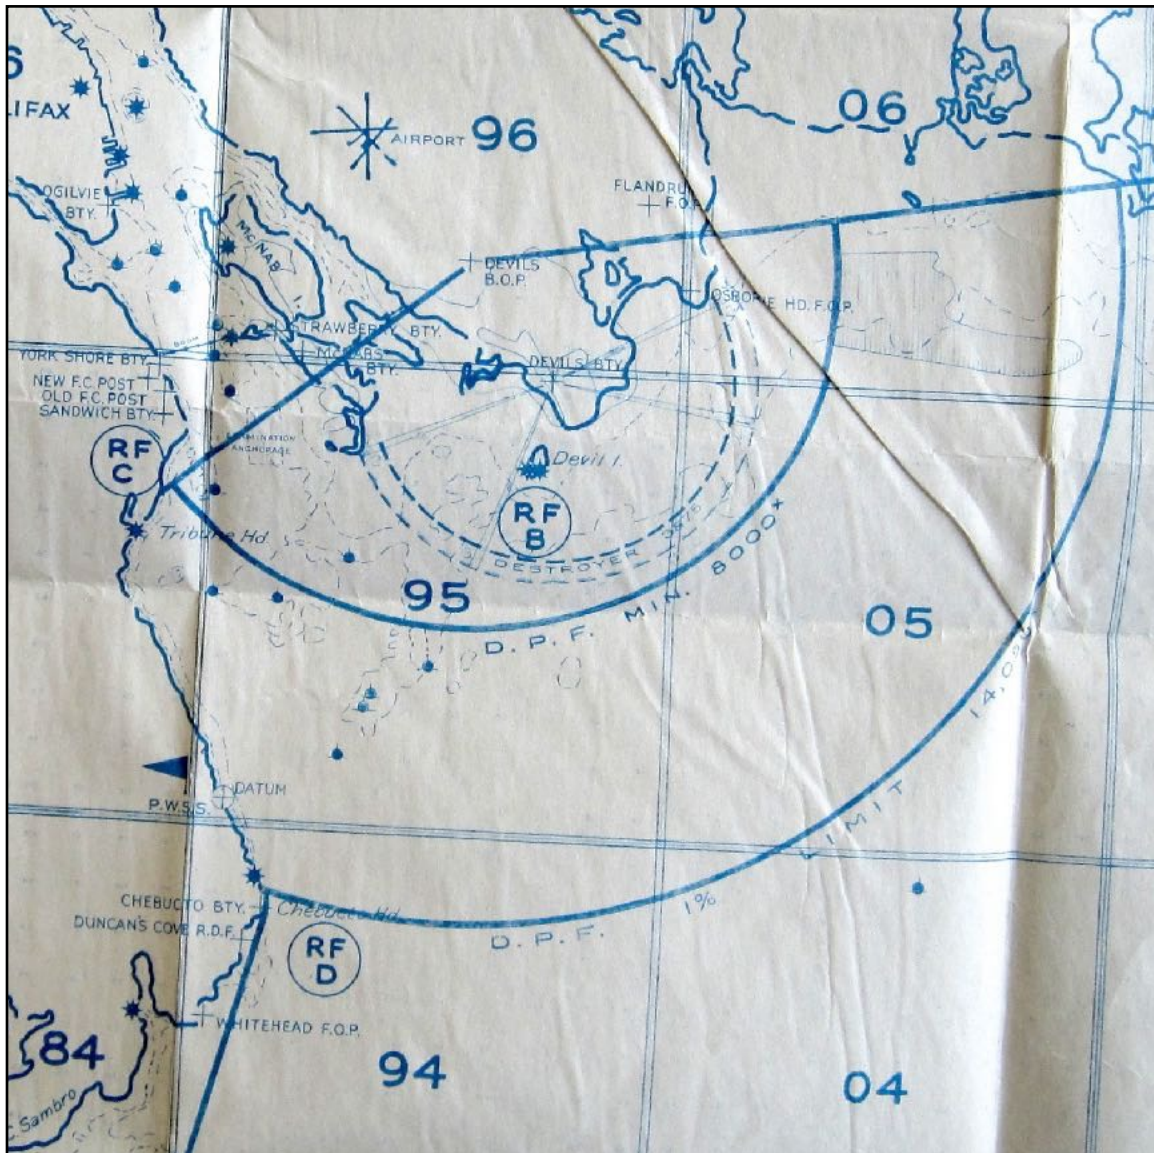 6
LIFAX
AIRPORT
96
06
OGILVIE
BTY.
FLANDRU
F.O.P.
McNAB
DEVILS
B.O.P.
OSBORNE HD. F.O.P.
STRAWBERRY BTY.
YORK SHORE BTY.
McNABS
BTY.
DEVILS BTY.
NEW F.C. POST
OLD F.C. POST
SANDWICH BTY.
EXAMINATION
ANCHORAGE
RF
C
Devil I.
RF
B
Tribune Hd.
DESTROYER
95
D. P. F. MIN. 8000x
05
14,0
DATUM
P.W.S.S.
LIMIT
1%
D. P. F.
CHEBUCTO BTY.
Chebucto Hd.
DUNCAN'S COVE R.D.F.
RF
D
WHITEHEAD F.O.P.
84
94
04
Sambro